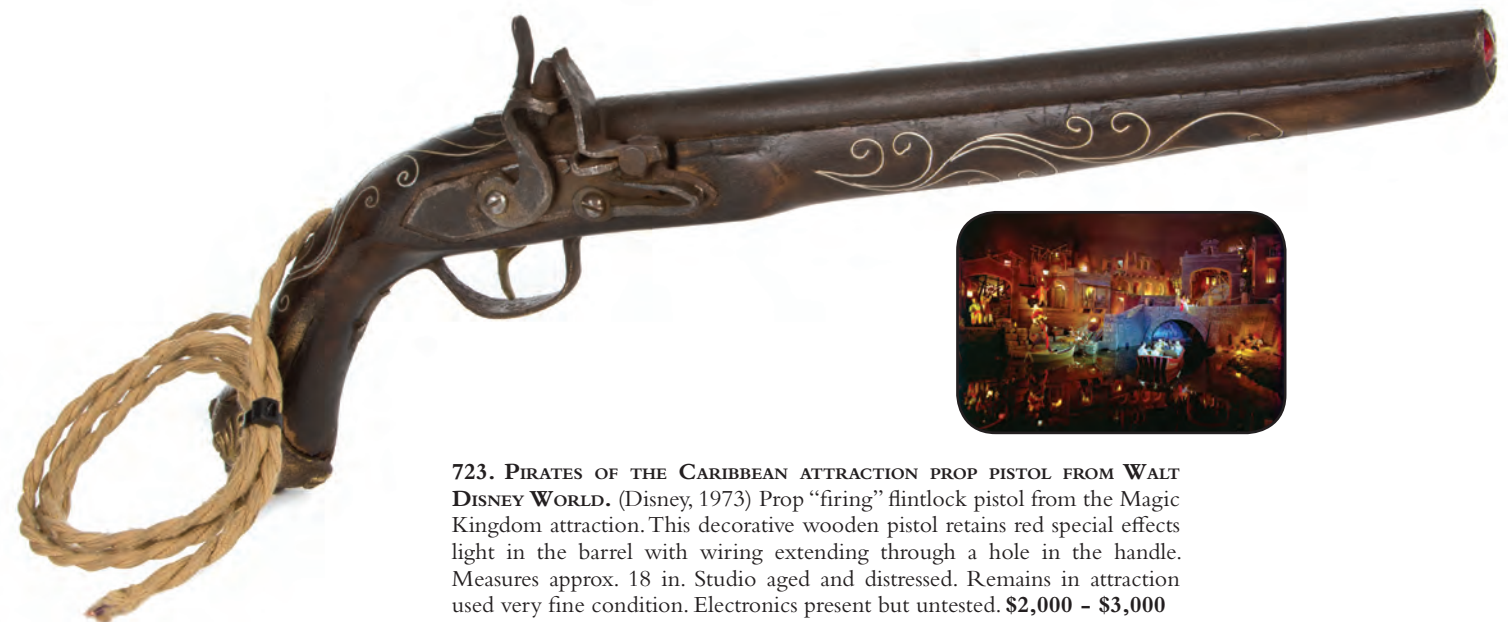 723. Pirates of the Caribbean attraction prop pistol from Walt
Disney World. (Disney, 1973) Prop “firing” flintlock pistol from the Magic
Kingdom attraction. This decorative wooden pistol retains red special effects
light in the barrel with wiring extending through a hole in the handle.
Measures approx. 18 in. Studio aged and distressed. Remains in attraction
used very fine condition. Electronics present but untested. $2,000 – $3,000